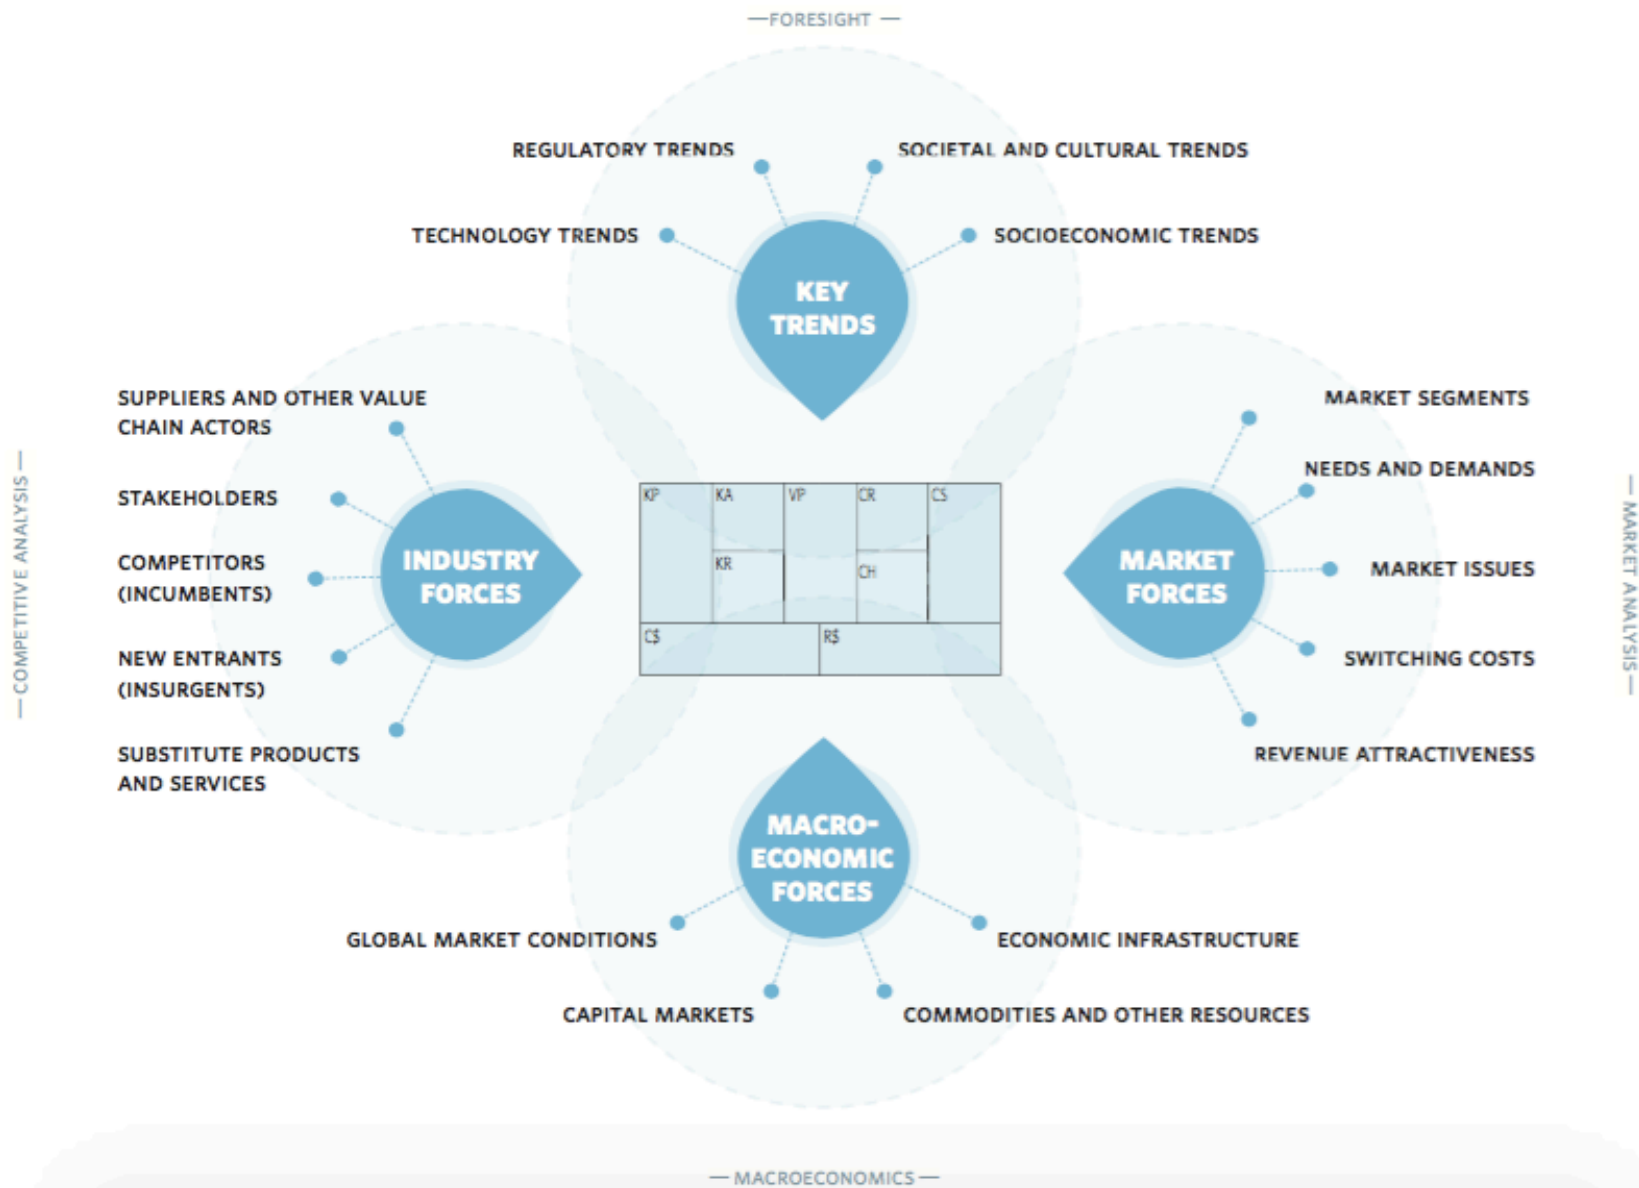 —FORESIGHT —
REGULATORY TRENDS
SOCIETAL AND CULTURAL TRENDS
TECHNOLOGY TRENDS
SOCIOECONOMIC TRENDS
KEY
TRENDS
SUPPLIERS AND OTHER VALUE
CHAIN ACTORS
STAKEHOLDERS
COMPETITORS
(INCUMBENTS)
NEW ENTRANTS
(INSURGENTS)
SUBSTITUTE PRODUCTS
AND SERVICES
INDUSTRY
FORCES
— COMPETITIVE ANALYSIS —
KP
KA
VP
CR
CS
KR
CH
C$
R$
MARKET
FORCES
MARKET SEGMENTS
NEEDS AND DEMANDS
MARKET ISSUES
SWITCHING COSTS
REVENUE ATTRACTIVENESS
— MARKET ANALYSIS—
MACRO-
ECONOMIC
FORCES
GLOBAL MARKET CONDITIONS
ECONOMIC INFRASTRUCTURE
CAPITAL MARKETS
COMMODITIES AND OTHER RESOURCES
— MACROECONOMICS —